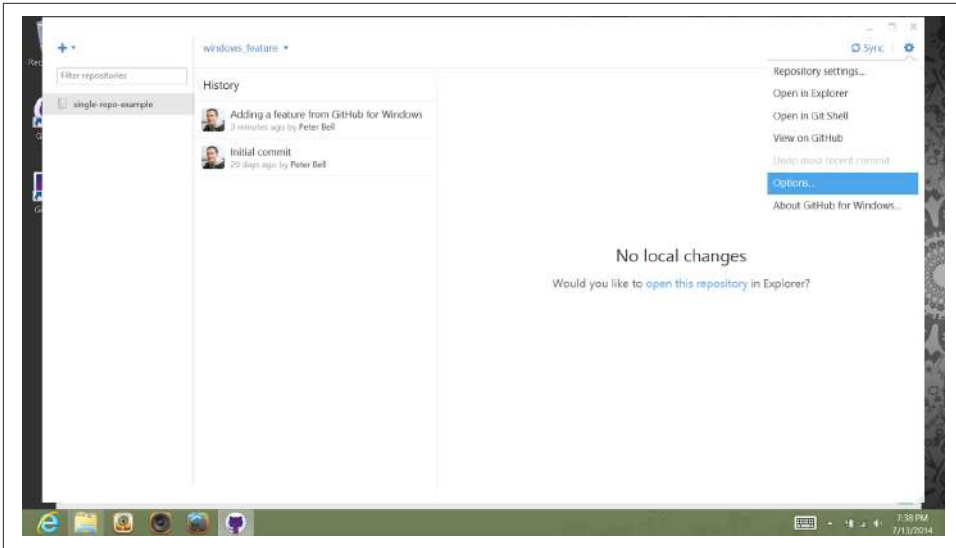 windows_feature
Sync
Filter repositories
single-repo-example
History
Adding a feature from GitHub for Windows
3 minutes ago by Peter Bell
Initial commit
20 days ago by Peter Bell
Repository settings...
Open in Explorer
Open in Git Shell
View on GitHub
Undo most recent commit
Options...
About GitHub for Windows...
No local changes
Would you like to open this repository in Explorer?
7:38 PM
7/13/2014